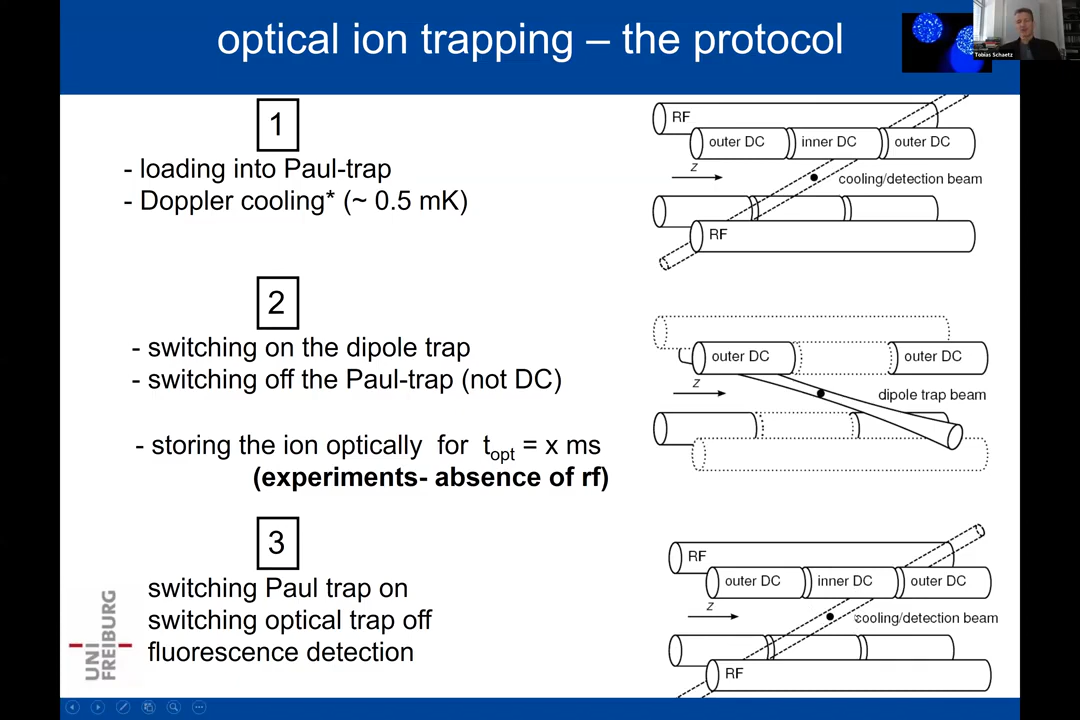 optical ion trapping – the protocol
Tobias Schaetz
1
- loading into Paul-trap
- Doppler cooling* (~ 0.5 mK)
RF
outer DC
inner DC
outer DC
z
cooling/detection beam
RF
2
- switching on the dipole trap
- switching off the Paul-trap (not DC)
- storing the ion optically for topt = x ms
(experiments- absence of rf)
outer DC
outer DC
z
dipole trap beam
3
switching Paul trap on
switching optical trap off
fluorescence detection
RF
outer DC
inner DC
outer DC
z
cooling/detection beam
RF
UNI
FREIBURG